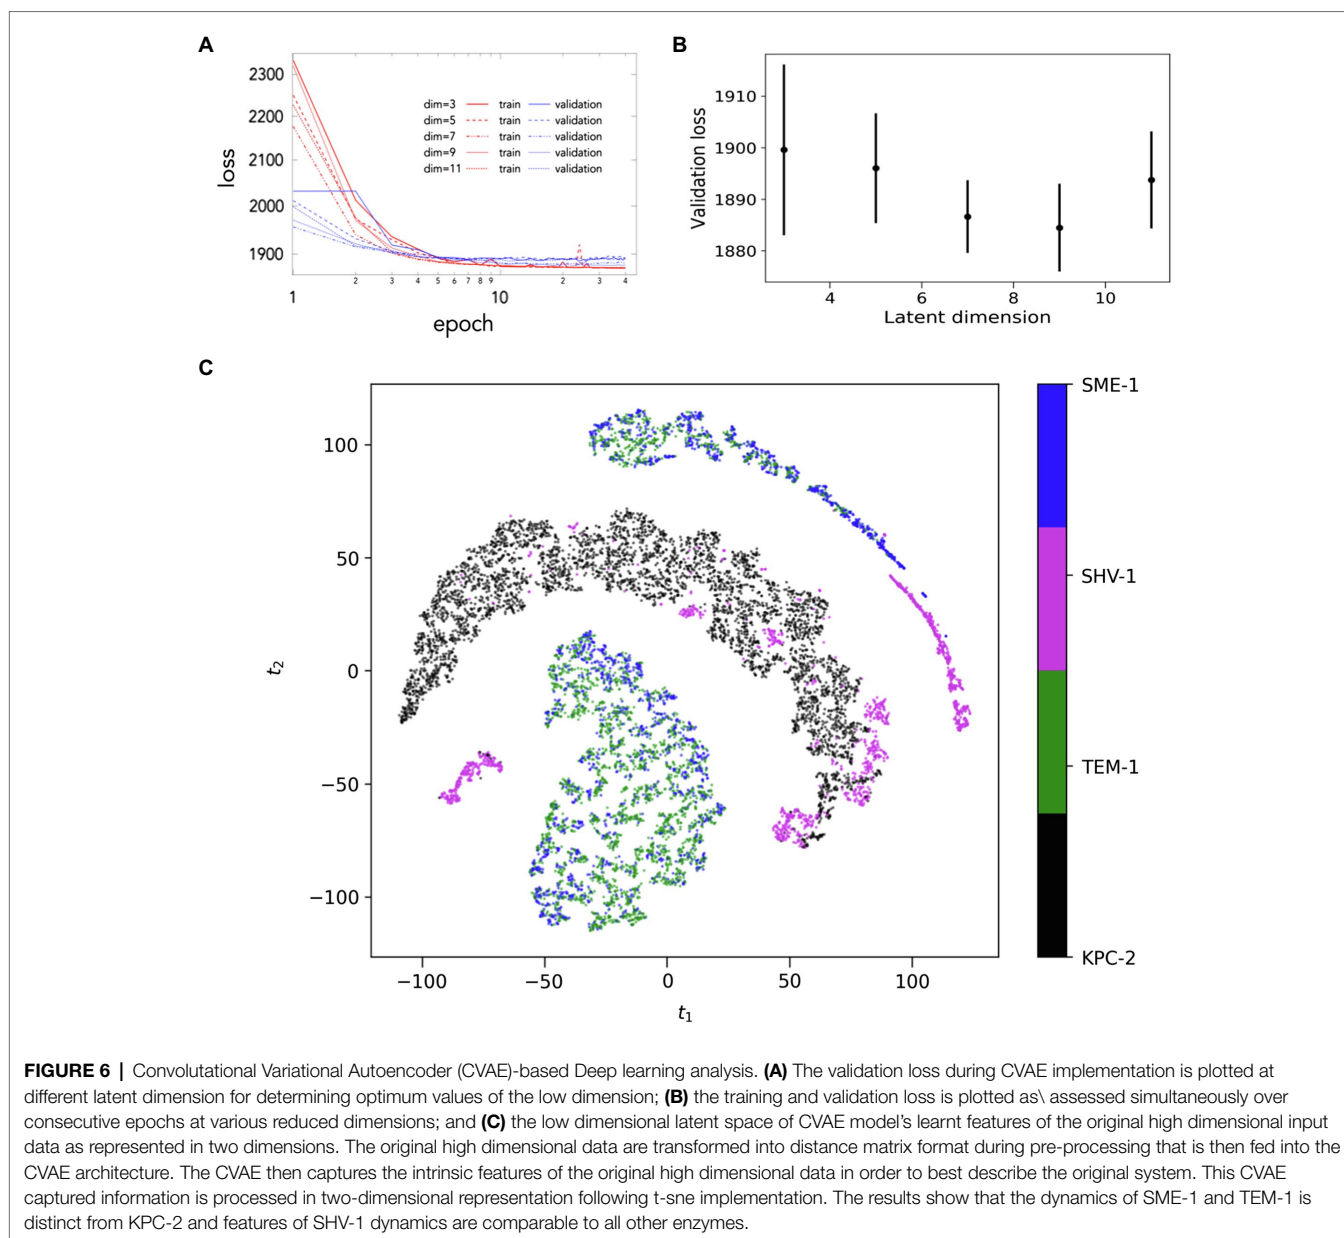 A
loss
2300
2200
2100
2000
1900
dim=3 train validation
dim=5 train validation
dim=7 train validation
dim=9 train validation
dim=11 train validation
2 3 4 5 6 7 8 9 2 3 4
1 10
epoch
B
Validation loss
1910
1900
1890
1880
4 6 8 10
Latent dimension
C
t2
100
50
0
−50
−100
−100 −50 0 50 100
t1
SME-1
SHV-1
TEM-1
KPC-2
FIGURE 6 | Convolutational Variational Autoencoder (CVAE)-based Deep learning analysis. (A) The validation loss during CVAE implementation is plotted at
different latent dimension for determining optimum values of the low dimension; (B) the training and validation loss is plotted as\ assessed simultaneously over
consecutive epochs at various reduced dimensions; and (C) the low dimensional latent space of CVAE model's learnt features of the original high dimensional input
data as represented in two dimensions. The original high dimensional data are transformed into distance matrix format during pre-processing that is then fed into the
CVAE architecture. The CVAE then captures the intrinsic features of the original high dimensional data in order to best describe the original system. This CVAE
captured information is processed in two-dimensional representation following t-sne implementation. The results show that the dynamics of SME-1 and TEM-1 is
distinct from KPC-2 and features of SHV-1 dynamics are comparable to all other enzymes.